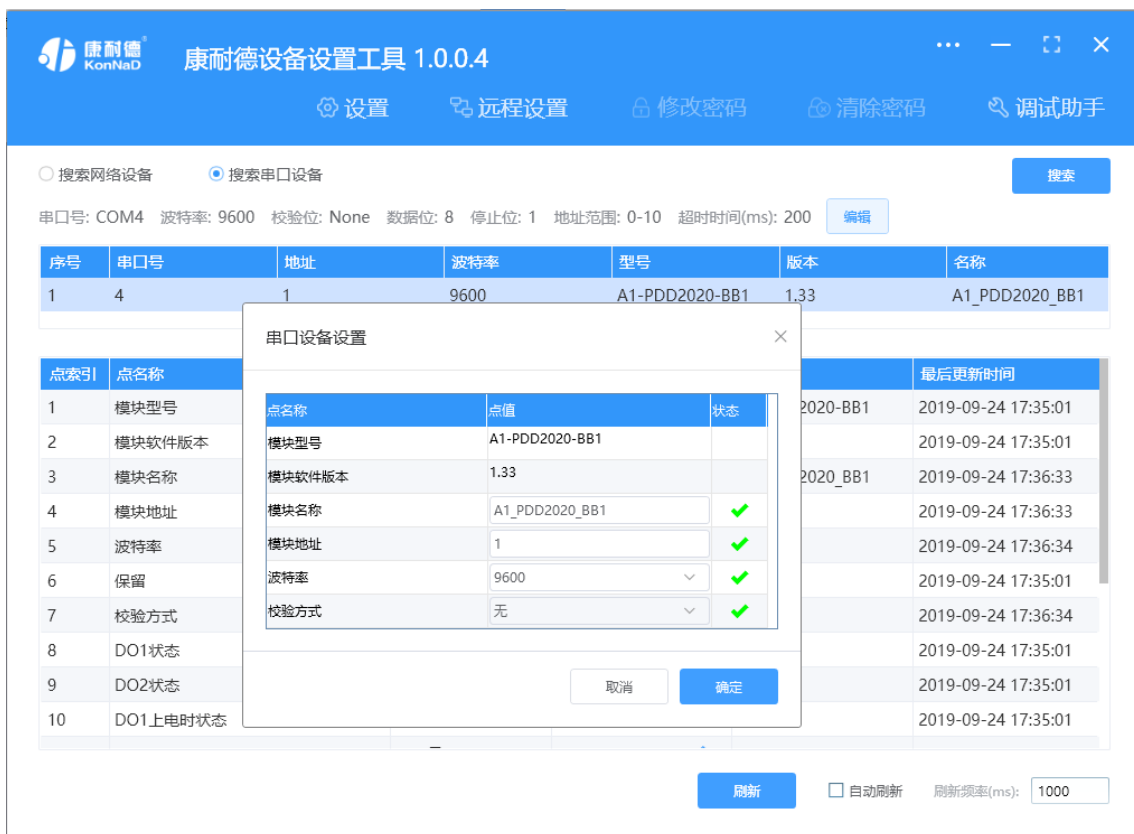 康耐德
KonNaD
康耐德设备设置工具 1.0.0.4
设置 远程设置 修改密码 清除密码 调试助手
搜索网络设备 搜索串口设备 搜索
串口号: COM4 波特率: 9600 校验位: None 数据位: 8 停止位: 1 地址范围: 0-10 超时时间(ms): 200 编辑
序号 串口号 地址 波特率 型号 版本 名称
1 4 1 9600 A1-PDD2020-BB1 1.33 A1_PDD2020_BB1
串口设备设置
点名称 点值 状态
模块型号 A1-PDD2020-BB1
模块软件版本 1.33
模块名称 A1_PDD2020_BB1
模块地址 1
波特率 9600
校验方式 无
取消 确定
点索引 点名称 最后更新时间
1 模块型号 2020-BB1 2019-09-24 17:35:01
2 模块软件版本 2019-09-24 17:35:01
3 模块名称 2020_BB1 2019-09-24 17:36:33
4 模块地址 2019-09-24 17:36:33
5 波特率 2019-09-24 17:36:34
6 保留 2019-09-24 17:35:01
7 校验方式 2019-09-24 17:36:34
8 DO1状态 2019-09-24 17:35:01
9 DO2状态 2019-09-24 17:35:01
10 DO1上电时状态 2019-09-24 17:35:01
刷新 自动刷新 刷新频率(ms): 1000